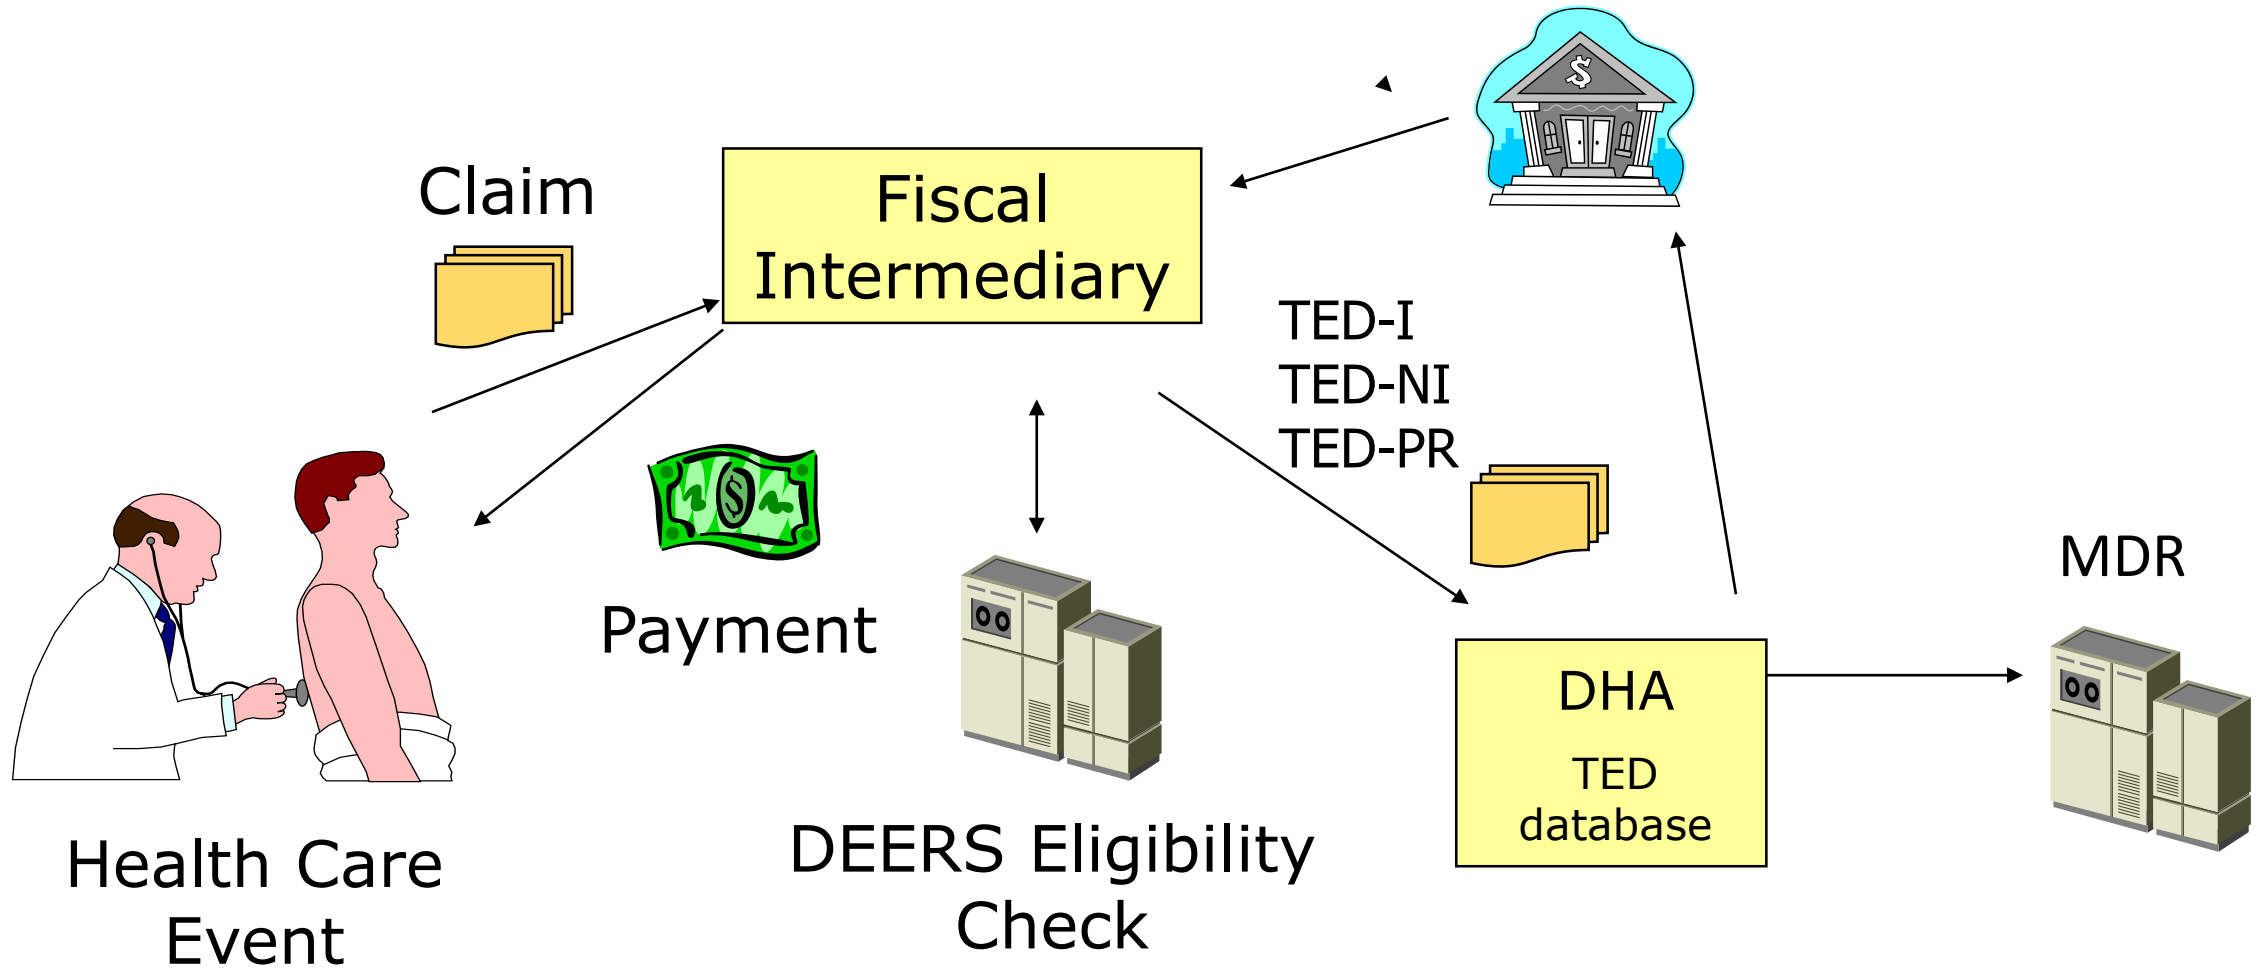 Claim
Fiscal
Intermediary
TED-I
TED-NI
TED-PR
MDR
Payment
DHA
TED
database
DEERS Eligibility
Check
Health Care
Event
$
$